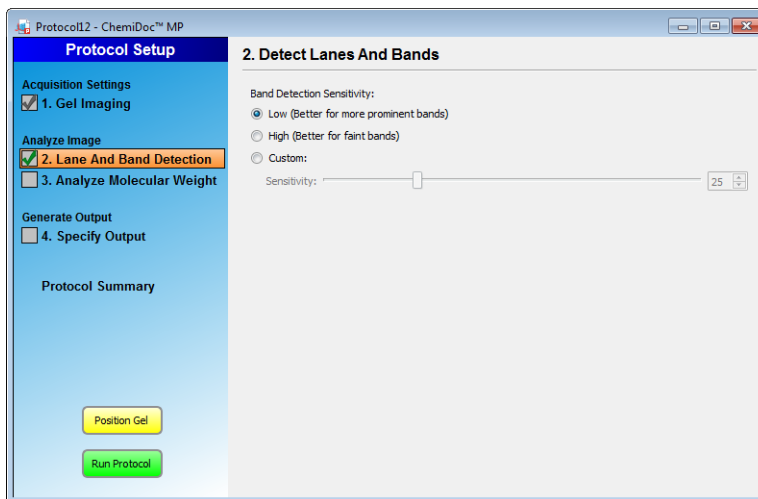 Protocol12 - ChemiDoc™ MP
Protocol Setup
Acquisition Settings
1. Gel Imaging
Analyze Image
2. Lane And Band Detection
3. Analyze Molecular Weight
Generate Output
4. Specify Output
Protocol Summary
Position Gel
Run Protocol
2. Detect Lanes And Bands
Band Detection Sensitivity:
Low (Better for more prominent bands)
High (Better for faint bands)
Custom:
Sensitivity: 25